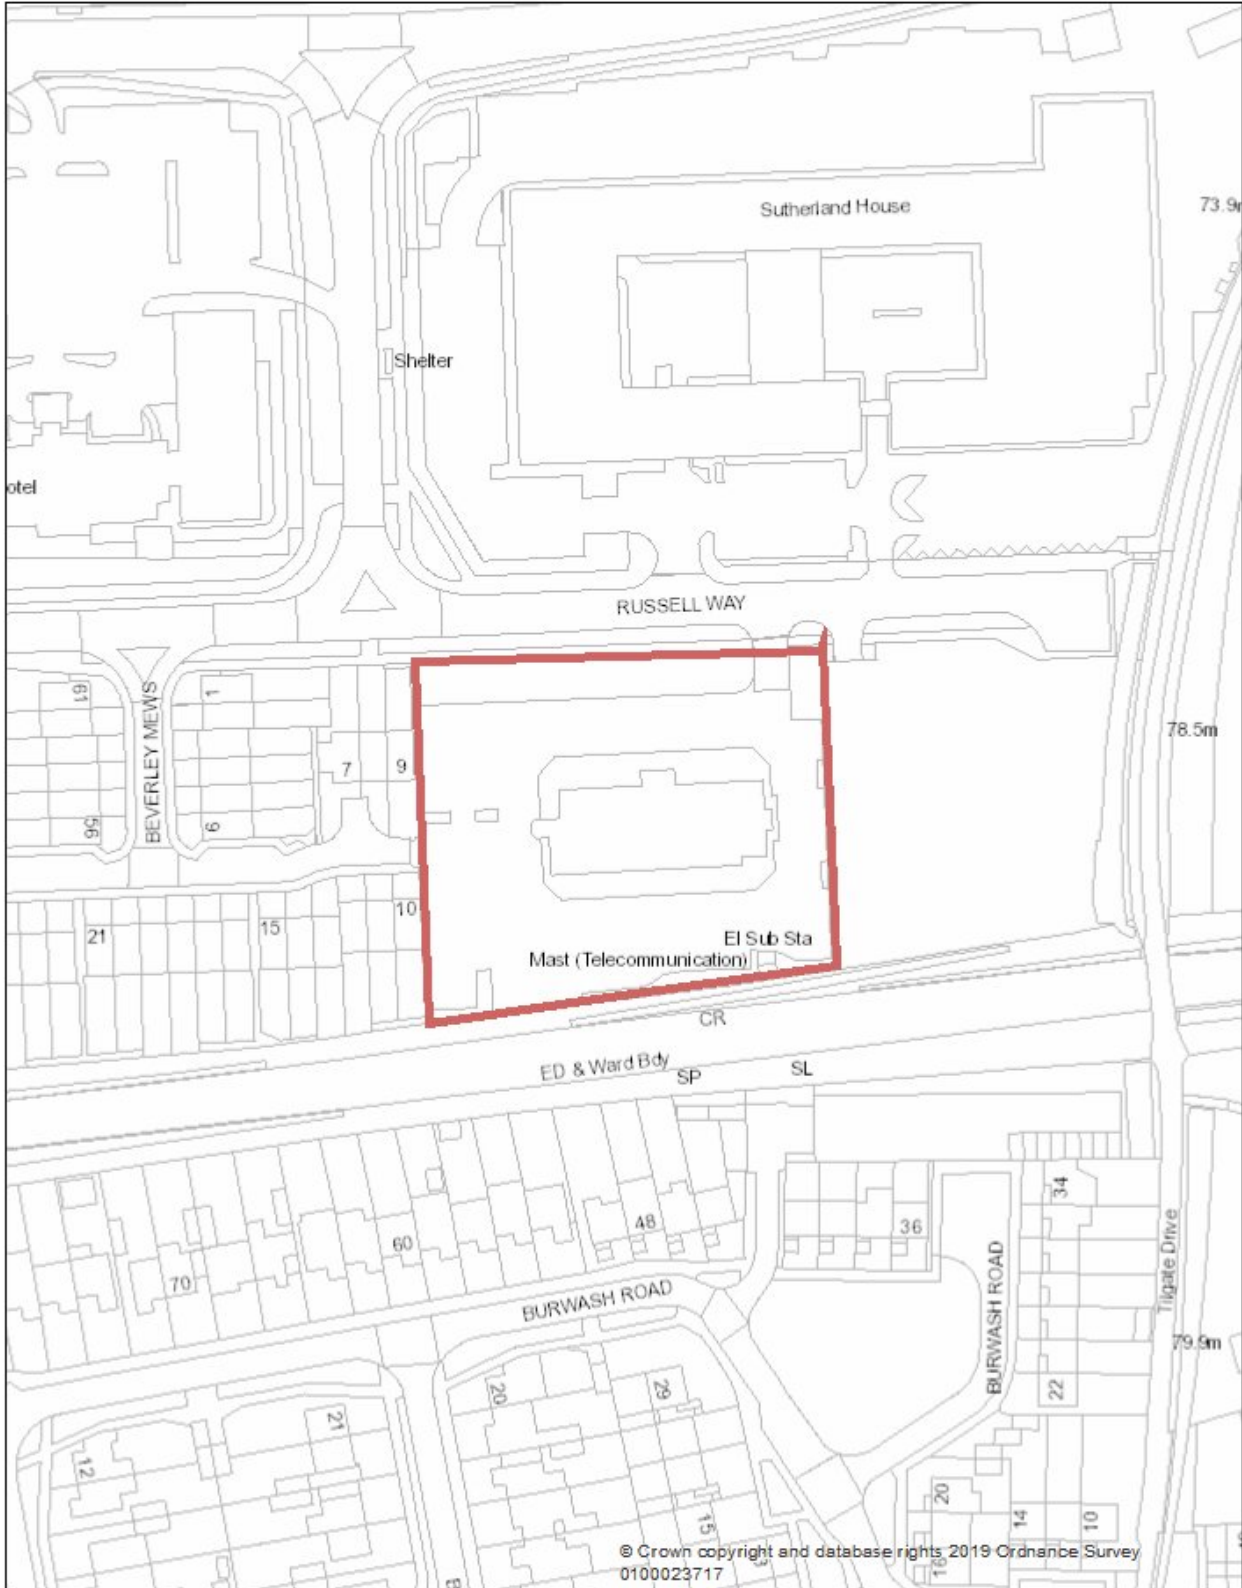 Sutherland House
73.9
Shelter
otel
RUSSELL WAY
61
1
BEVERLEY MEWS
7
9
78.5m
56
6
10
21
15
El Sub Sta
Mast (Telecommunication)
CR
ED & Ward Bdy
SP
SL
34
48
36
60
70
BURWASH ROAD
BURWASH ROAD
Tilgate Drive
79.9m
20
29
22
21
12
20
14
10
15
16
© Crown copyright and database rights 2019 Ordnance Survey
0100023717